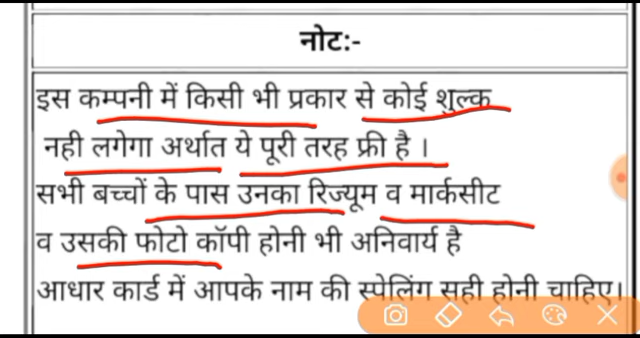 नोट:-
इस कम्पनी में किसी भी प्रकार से कोई शुल्क
नही लगेगा अर्थात ये पूरी तरह फ्री है ।
सभी बच्चों के पास उनका रिज्यूम व मार्कसीट
व उसकी फोटो कॉपी होनी भी अनिवार्य है
आधार कार्ड में आपके नाम की स्पेलिंग सही होनी चाहिए।